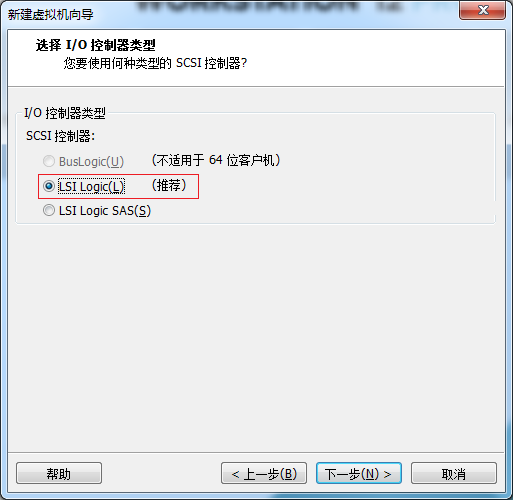 WORKSTATION 12
新建虚拟机向导
选择 I/O 控制器类型
您要使用何种类型的 SCSI 控制器?
I/O 控制器类型
SCSI 控制器:
BusLogic(U) (不适用于 64 位客户机)
LSI Logic(L) (推荐)
LSI Logic SAS(S)
帮助 < 上一步(B) 下一步(N) > 取消